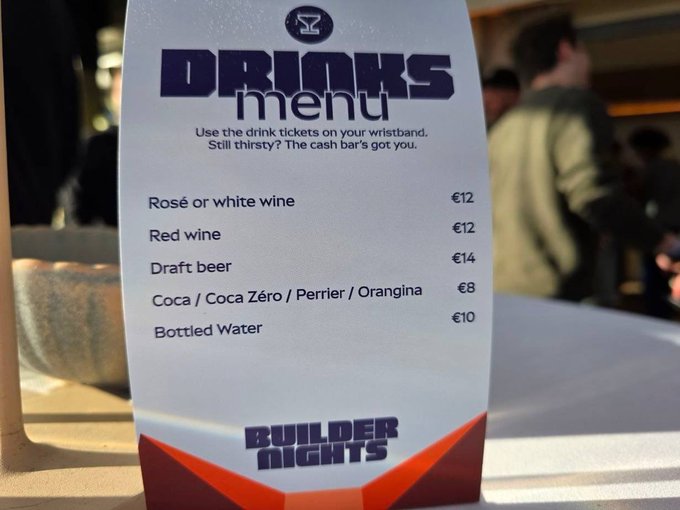 DRINKS
menu
Use the drink tickets on your wristband.
Still thirsty? The cash bar's got you.
Rosé or white wine €12
Red wine €12
Draft beer €14
Coca / Coca Zéro / Perrier / Orangina €8
Bottled Water €10
BUILDER
NIGHTS